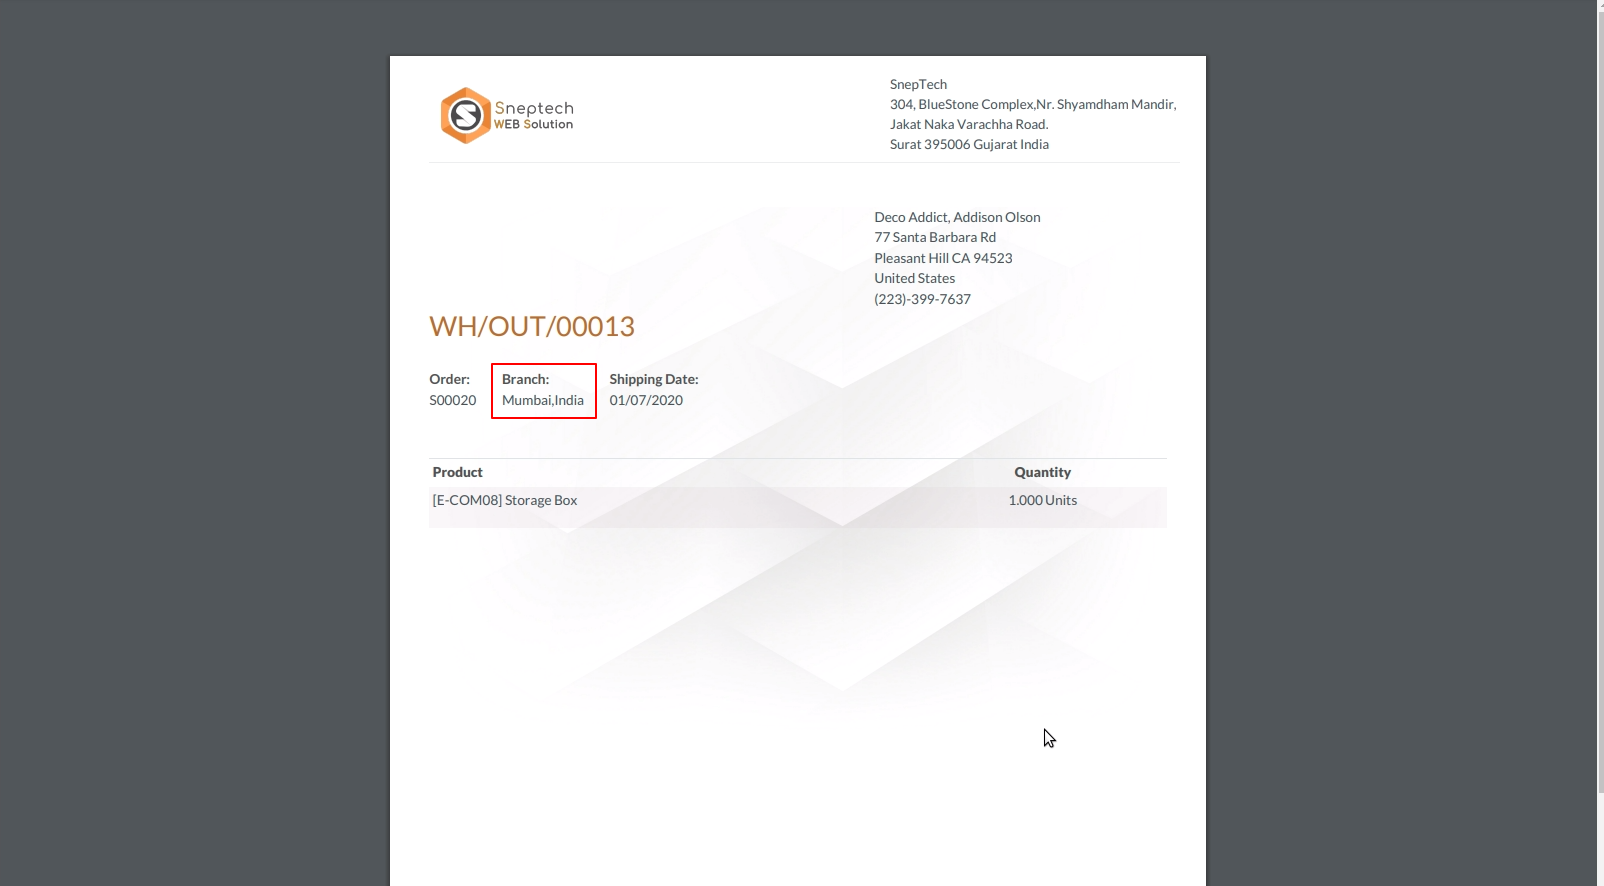 Sneptech
WEB Solution
SnepTech
304, BlueStone Complex,Nr. Shyamdham Mandir,
Jakat Naka Varachha Road.
Surat 395006 Gujarat India
Deco Addict, Addison Olson
77 Santa Barbara Rd
Pleasant Hill CA 94523
United States
(223)-399-7637
WH/OUT/00013
Order: Branch: Shipping Date:
S00020 Mumbai,India 01/07/2020
Product Quantity
[E-COM08] Storage Box 1.000 Units